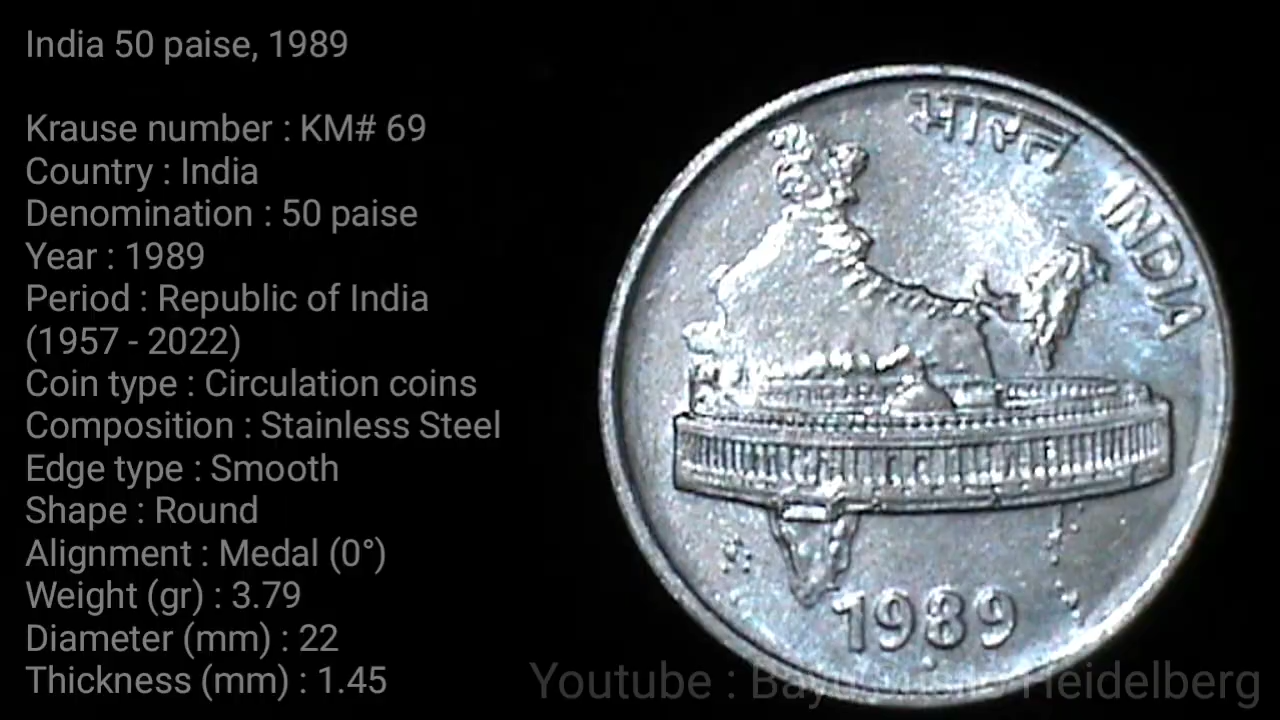 India 50 paise, 1989
Krause number : KM# 69
Country : India
Denomination : 50 paise
Year : 1989
Period : Republic of India
(1957 - 2022)
Coin type : Circulation coins
Composition : Stainless Steel
Edge type : Smooth
Shape : Round
Alignment : Medal (0°)
Weight (gr) : 3.79
Diameter (mm) : 22
Thickness (mm) : 1.45
भारत INDIA
1989
Youtube : Heidelberg